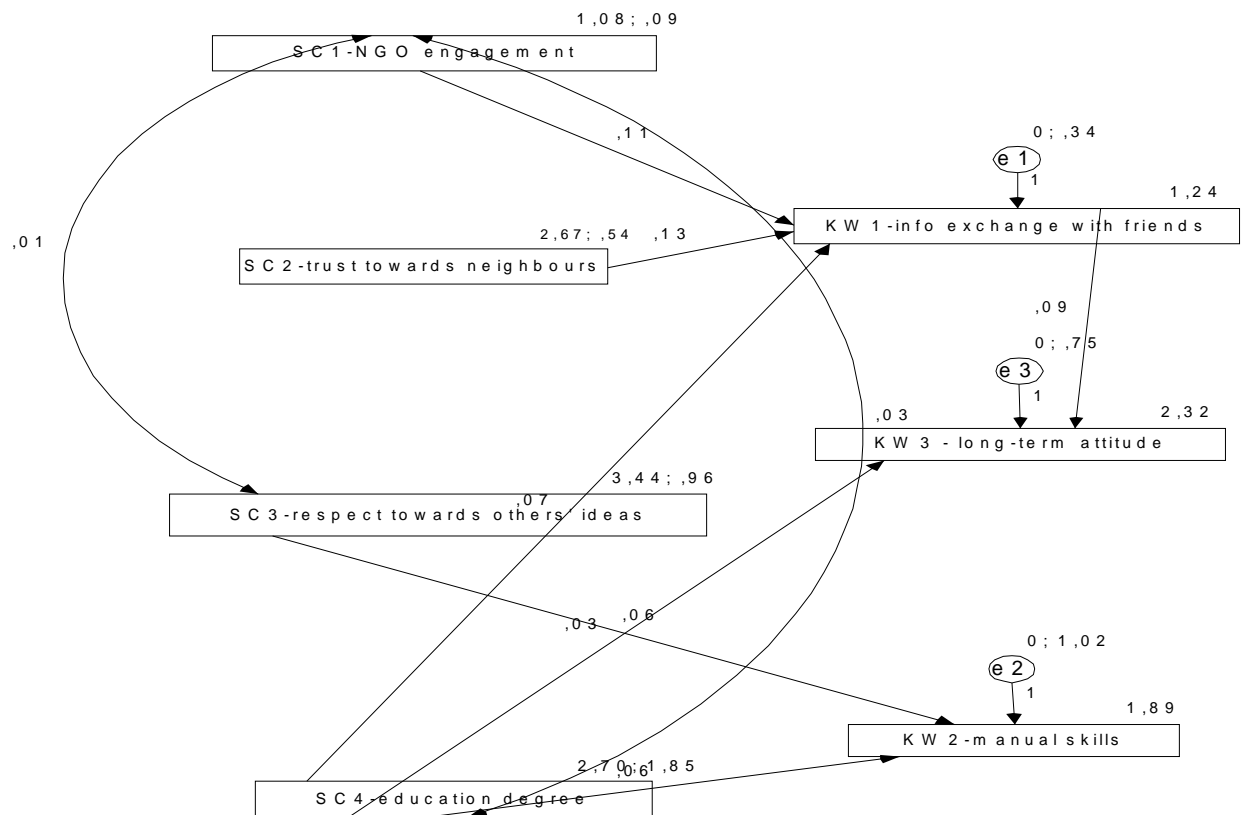 1,08; ,09
SC1-NGO engagement
,11
0; ,34
e1
1
1,24
KW1-info exchange with friends
,01
2,67; ,54
,13
SC2-trust towards neighbours
,09
0; ,75
e3
1
2,32
,03
KW3 - long-term attitude
3,44; ,96
,07
SC3-respect towards others' ideas
,03
,06
0; 1,02
e2
1
1,89
KW2-manual skills
2,70; 1,85
,06
SC4-education degree